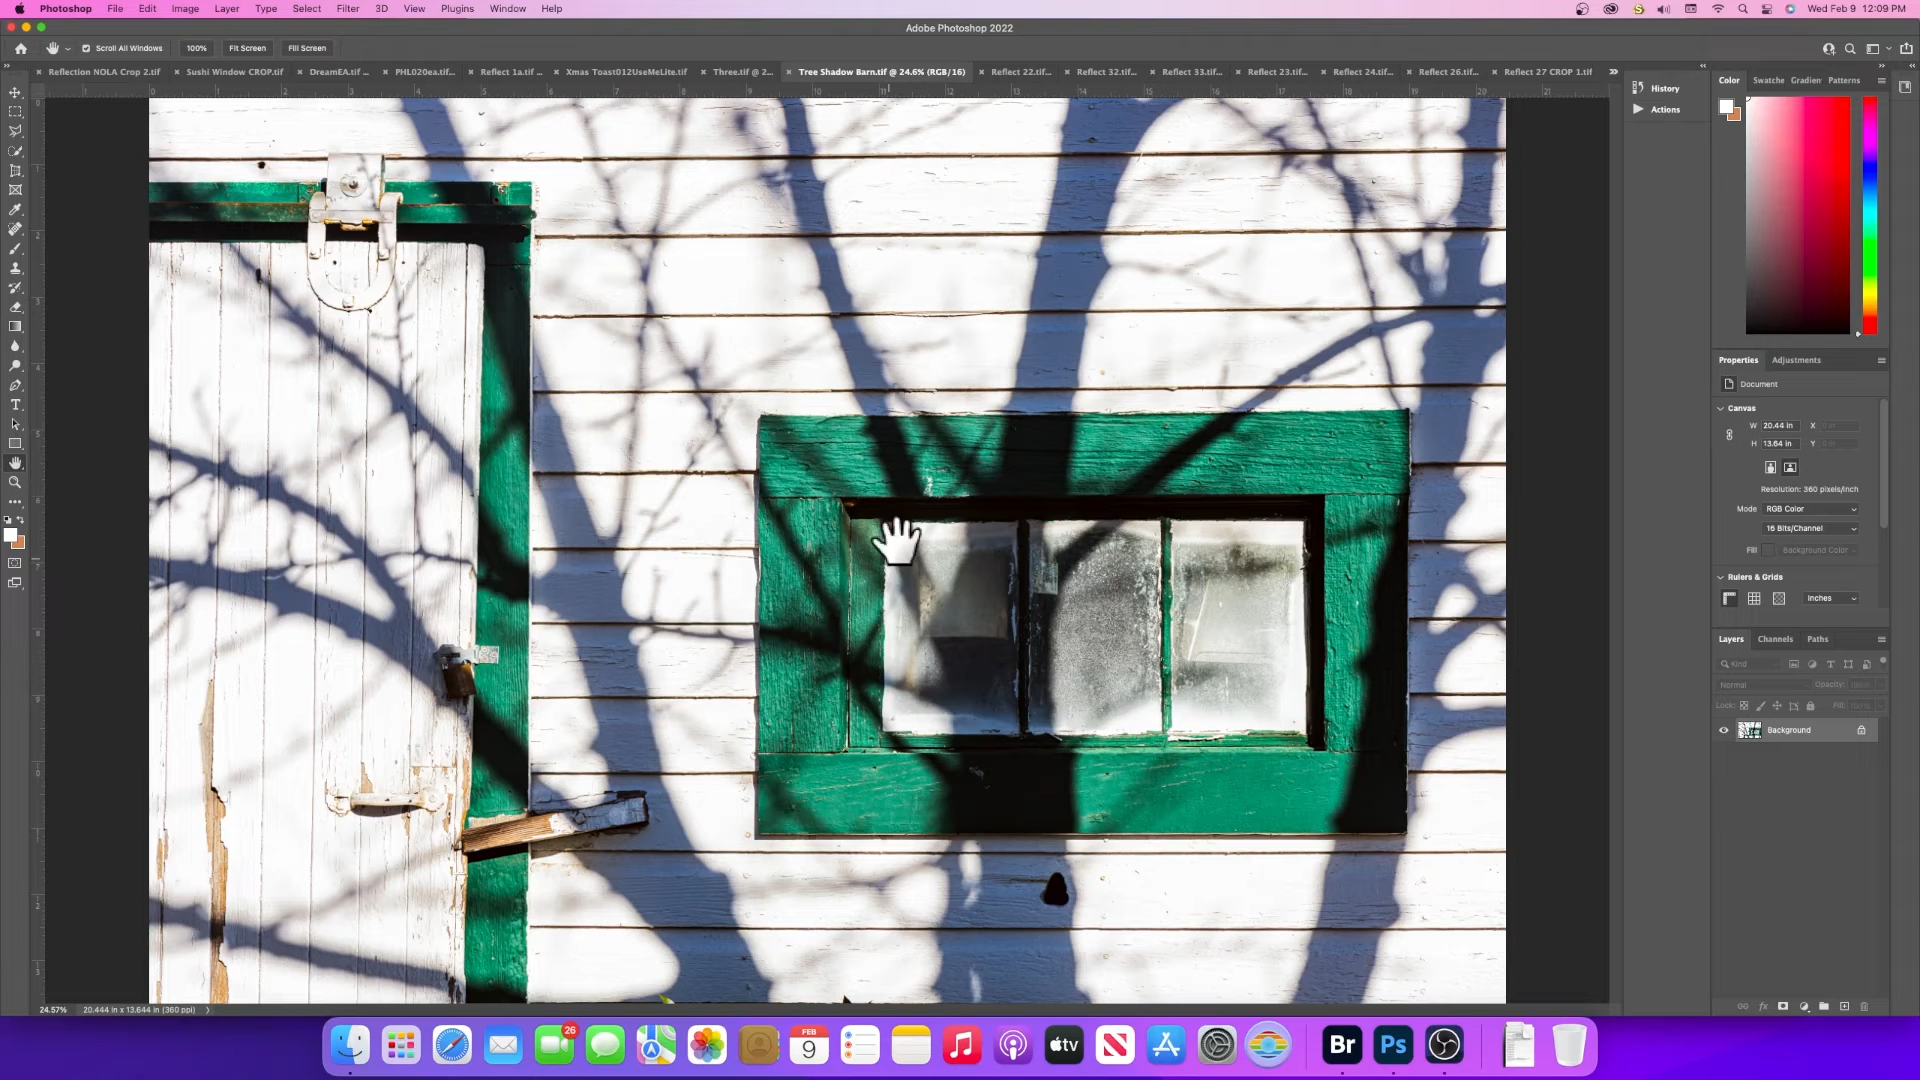 Photoshop File Edit Image Layer Type Select Filter 3D View Plugins Window Help
Wed Feb 9 12:09 PM
Adobe Photoshop 2022
Scroll All Windows 100% Fit Screen Fill Screen
Reflection NOLA Crop 2.tif Sushi Window CROP.tif DreamEA.tif ... PHL020ea.tif... Reflect 1a.tif ... Xmas Toast012UseMeLite.tif Three.tif @ 2... Tree Shadow Barn.tif @ 24.6% (RGB/16) Reflect 22.tif... Reflect 32.tif... Reflect 33.tif... Reflect 23.tif... Reflect 24.tif... Reflect 26.tif... Reflect 27 CROP 1.tif
History
Actions
Color Swatche Gradien Patterns
Properties Adjustments
Document
Canvas
W 20.44 in X
H 13.64 in Y
Resolution: 360 pixels/inch
Mode RGB Color
16 Bits/Channel
Fill Background Color
Rulers & Grids
Inches
Layers Channels Paths
Kind
Normal Opacity:
Lock: Fill:
Background
24.57% 20.444 in x 13.644 in (360 ppi)
26
FEB
9
tv
Br
Ps